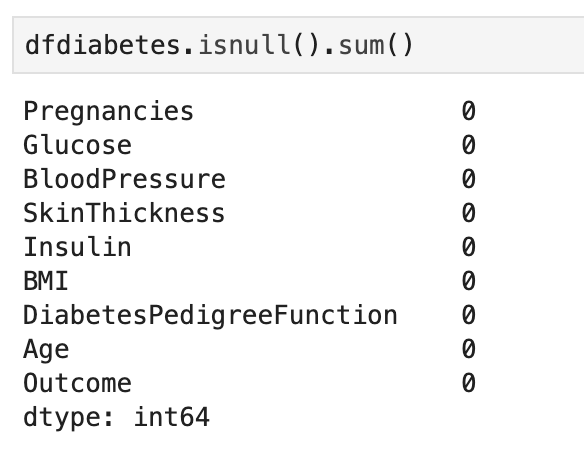 dfdiabetes.isnull().sum()
Pregnancies 0
Glucose 0
BloodPressure 0
SkinThickness 0
Insulin 0
BMI 0
DiabetesPedigreeFunction 0
Age 0
Outcome 0
dtype: int64